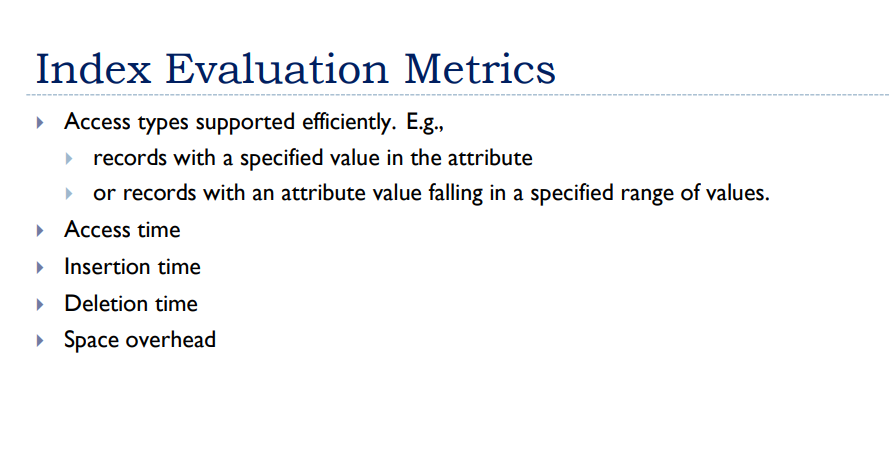 Index Evaluation Metrics
Access types supported efficiently. E.g.,
records with a specified value in the attribute
or records with an attribute value falling in a specified range of values.
Access time
Insertion time
Deletion time
Space overhead